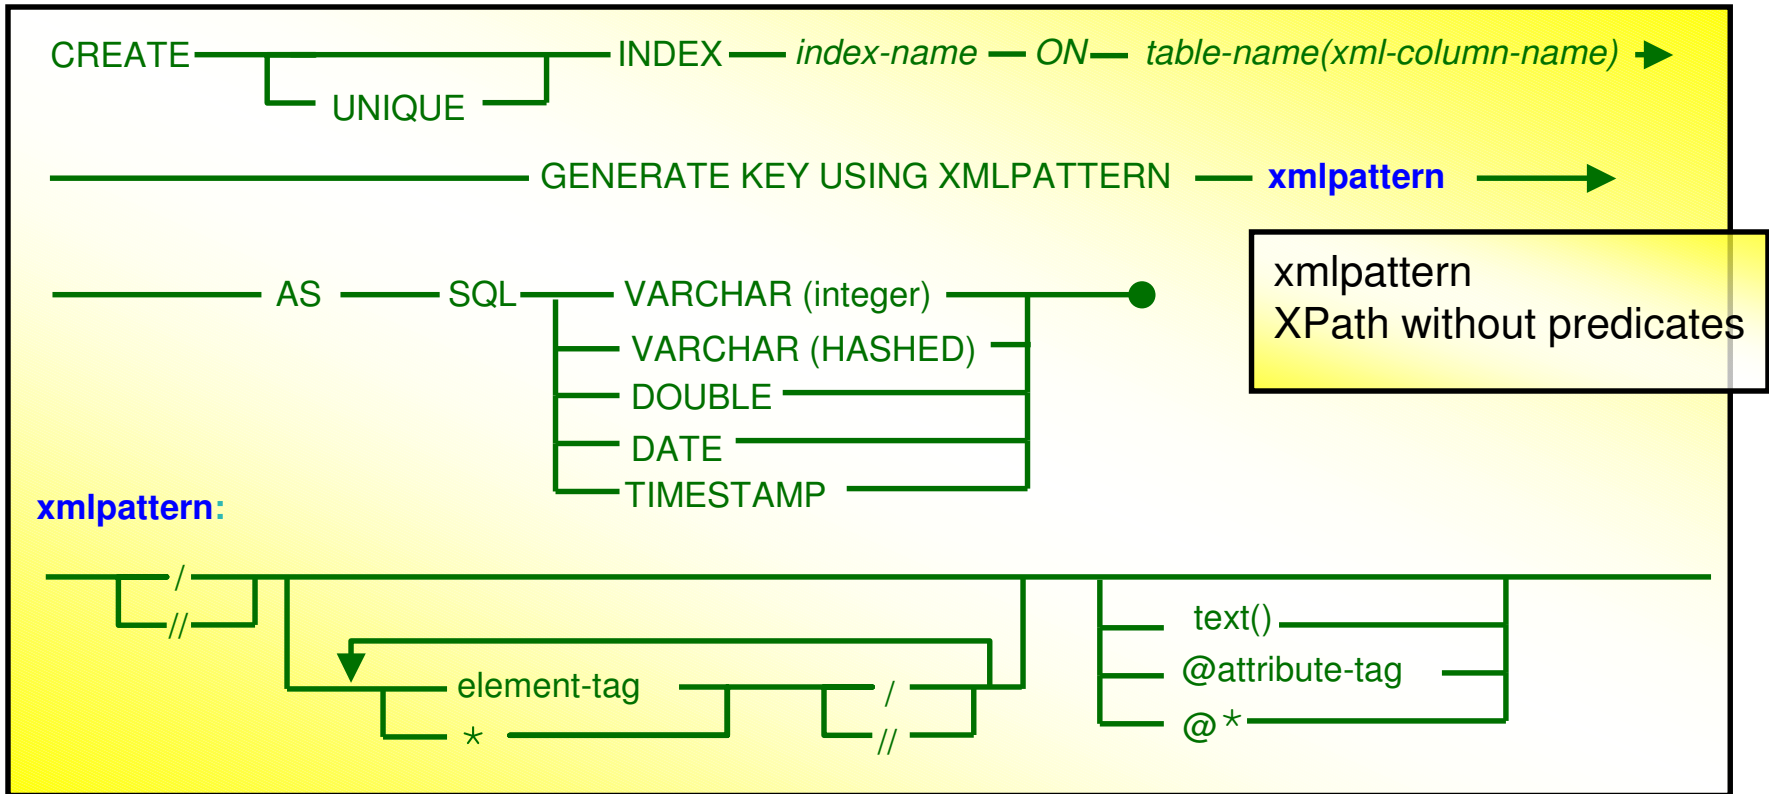 CREATE INDEX index-name ON table-name(xml-column-name)
UNIQUE
GENERATE KEY USING XMLPATTERN xmlpattern
AS SQL VARCHAR (integer)
VARCHAR (HASHED)
DOUBLE
DATE
TIMESTAMP
xmlpattern
XPath without predicates
xmlpattern:
/
//
element-tag /
* //
text()
@attribute-tag
@*